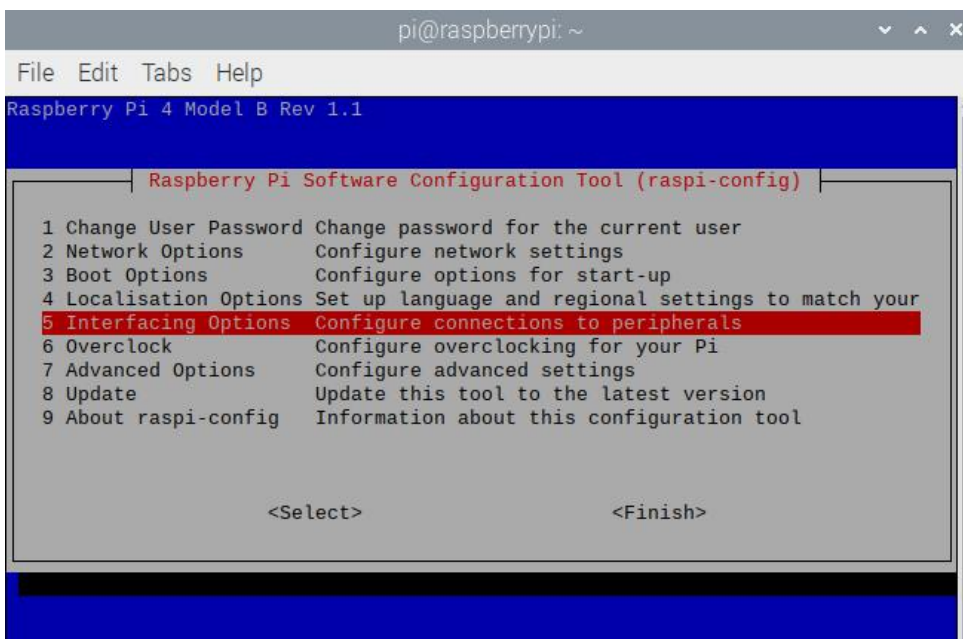 pi@raspberrypi: ~
File Edit Tabs Help
Raspberry Pi 4 Model B Rev 1.1
Raspberry Pi Software Configuration Tool (raspi-config)
1 Change User Password Change password for the current user
2 Network Options Configure network settings
3 Boot Options Configure options for start-up
4 Localisation Options Set up language and regional settings to match your
5 Interfacing Options Configure connections to peripherals
6 Overclock Configure overclocking for your Pi
7 Advanced Options Configure advanced settings
8 Update Update this tool to the latest version
9 About raspi-config Information about this configuration tool
<Select> <Finish>